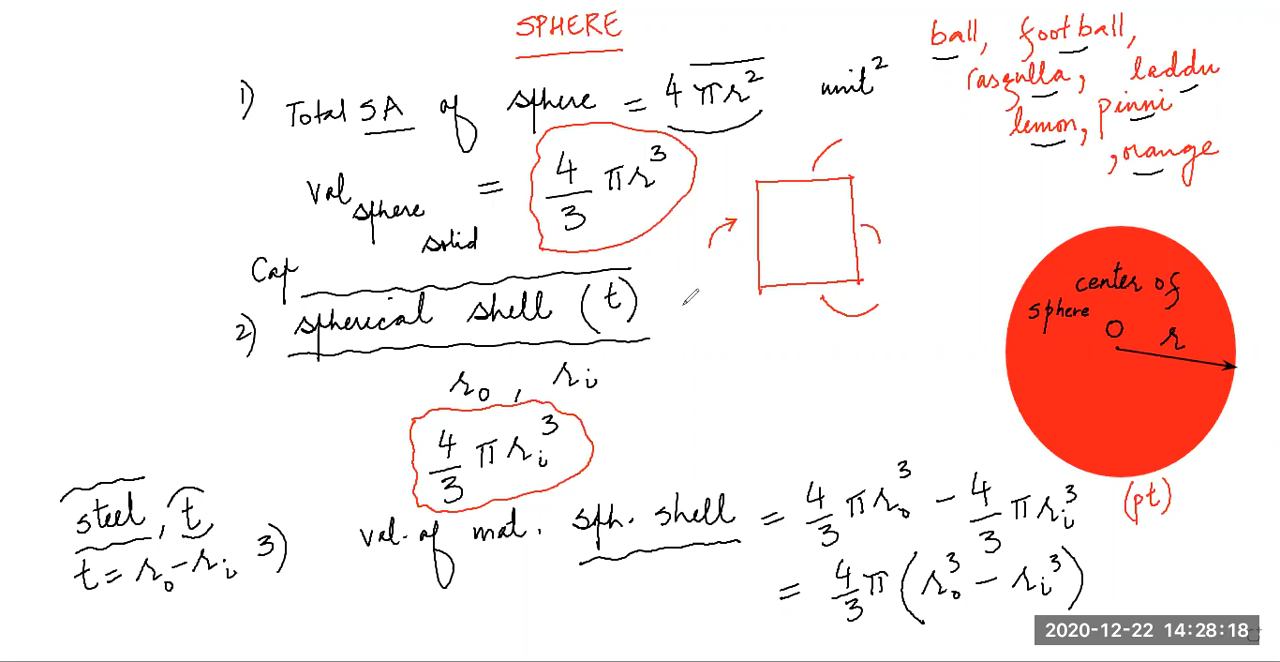 SPHERE
ball, football,
rasgulla, laddu
lemon, pinni
, orange
1) Total SA of sphere = 4πr² unit²
Vol sphere solid = 4/3 πr³
Cap
2) spherical shell (t)
r₀, rᵢ
4/3 πrᵢ³
center of
sphere
O r
(pt)
steel, t
t = r₀ - rᵢ
3) Vol. of mat. sph. shell = 4/3 πr₀³ - 4/3 πrᵢ³
= 4/3 π(r₀³ - rᵢ³)
2020-12-22 14:28:18